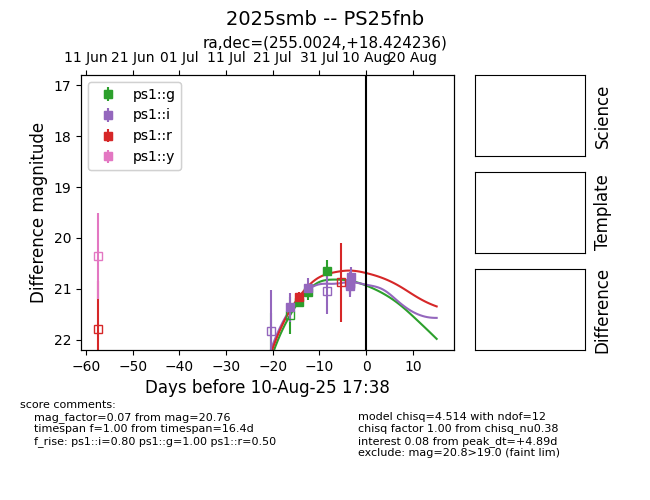 2025smb -- PS25fnb
ra,dec=(255.0024,+18.424236)
11 Jun 21 Jun 01 Jul 11 Jul 21 Jul 31 Jul 10 Aug 20 Aug
ps1::g
ps1::i
ps1::r
ps1::y
17
18
19
20
21
22
Difference magnitude
−60 −50 −40 −30 −20 −10 0 10
Days before 10-Aug-25 17:38
Science
Template
Difference
score comments:
mag_factor=0.07 from mag=20.76
timespan f=1.00 from timespan=16.4d
f_rise: ps1::i=0.80 ps1::g=1.00 ps1::r=0.50
model chisq=4.514 with ndof=12
chisq factor 1.00 from chisq_nu0.38
interest 0.08 from peak_dt=+4.89d
exclude: mag=20.8>19.0 (faint lim)